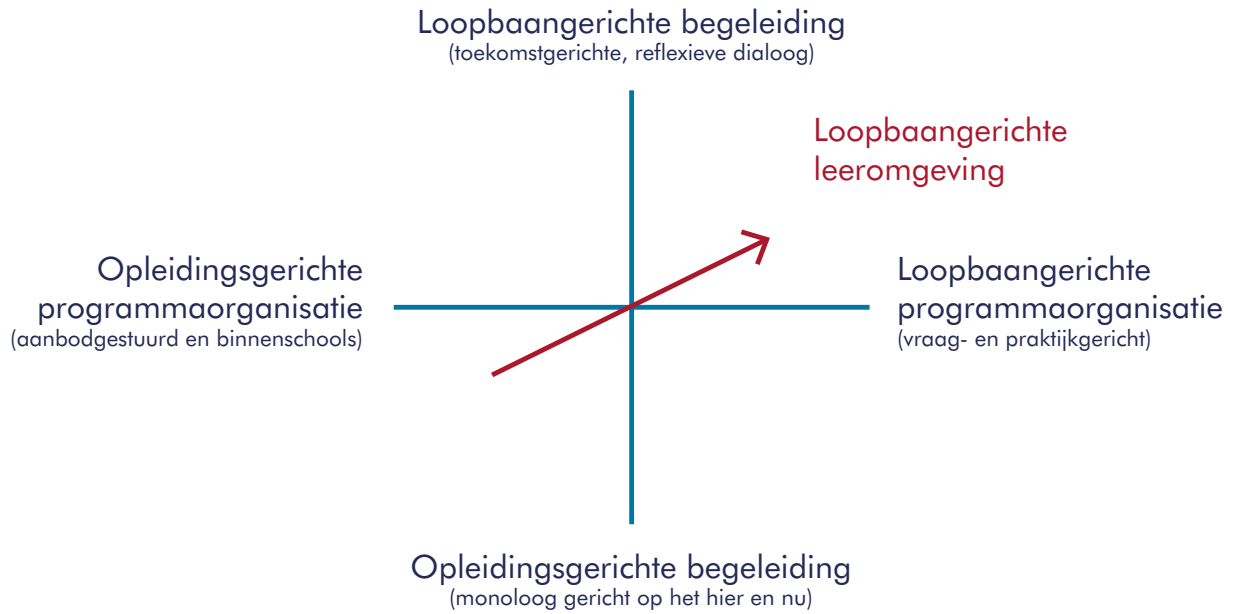 Loopbaangerichte begeleiding
(toekomstgerichte, reflexieve dialoog)
Loopbaangerichte
leeromgeving
Opleidingsgerichte
programmaorganisatie
(aanbodgestuurd en binnenschools)
Loopbaangerichte
programmaorganisatie
(vraag- en praktijkgericht)
Opleidingsgerichte begeleiding
(monoloog gericht op het hier en nu)